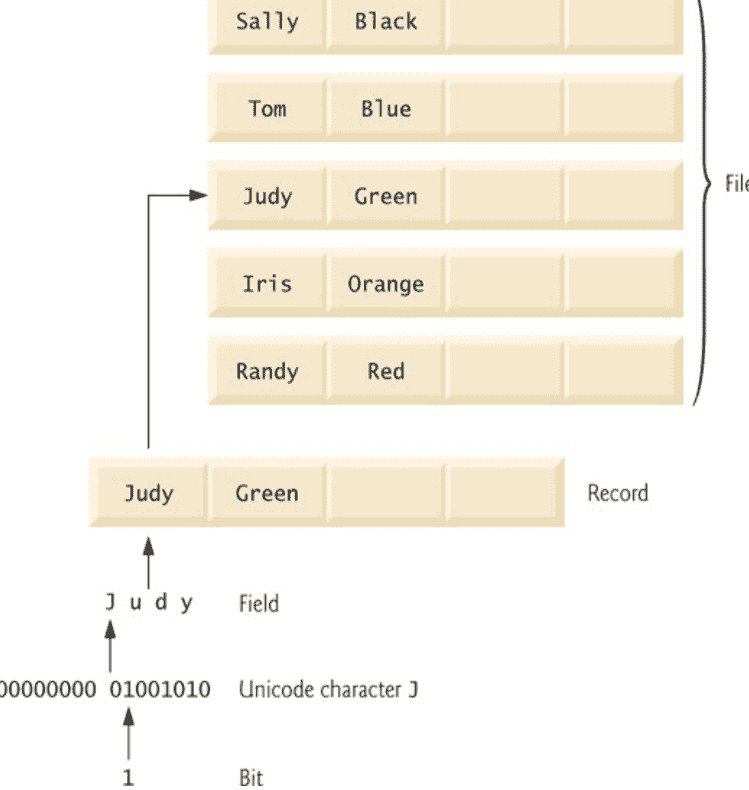 Sally Black
Tom Blue
Judy Green
File
Iris Orange
Randy Red
Judy Green Record
J u d y Field
00000000 01001010 Unicode character J
1 Bit